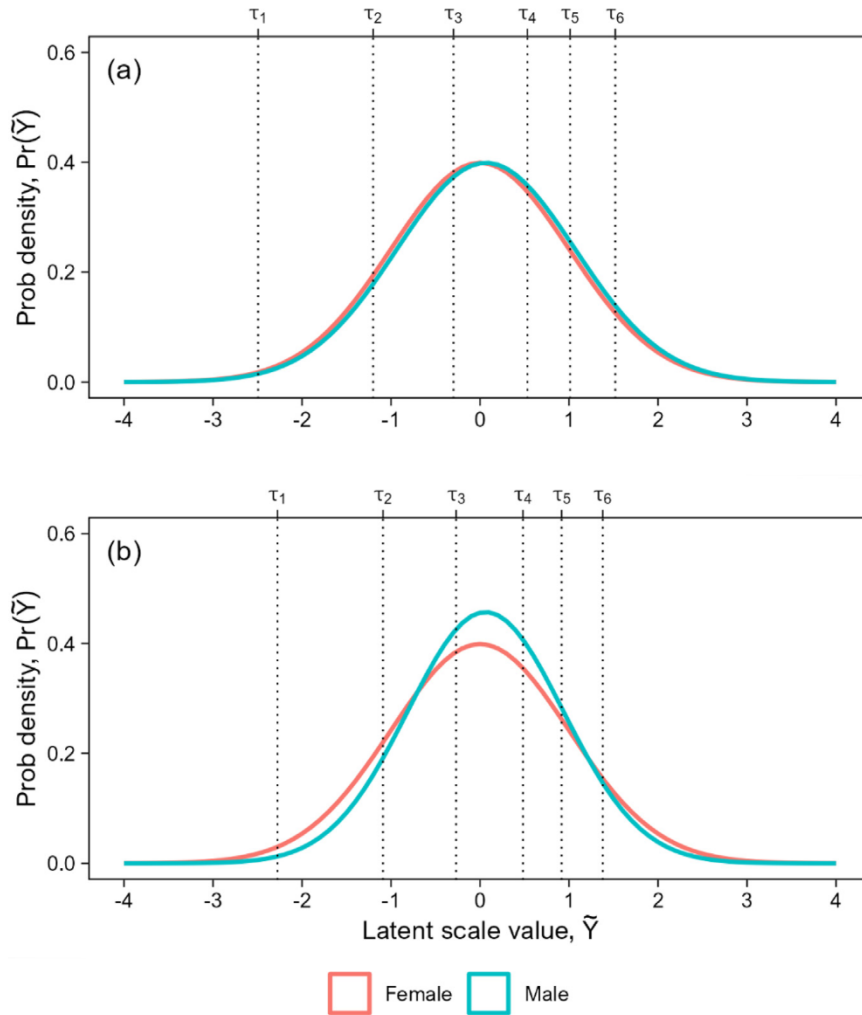 τ1 τ2 τ3 τ4 τ5 τ6
(a)
Prob density, Pr(Ỹ)
0.6
0.4
0.2
0.0
-4 -3 -2 -1 0 1 2 3 4
τ1 τ2 τ3 τ4 τ5 τ6
(b)
Prob density, Pr(Ỹ)
0.6
0.4
0.2
0.0
-4 -3 -2 -1 0 1 2 3 4
Latent scale value, Ỹ
Female Male